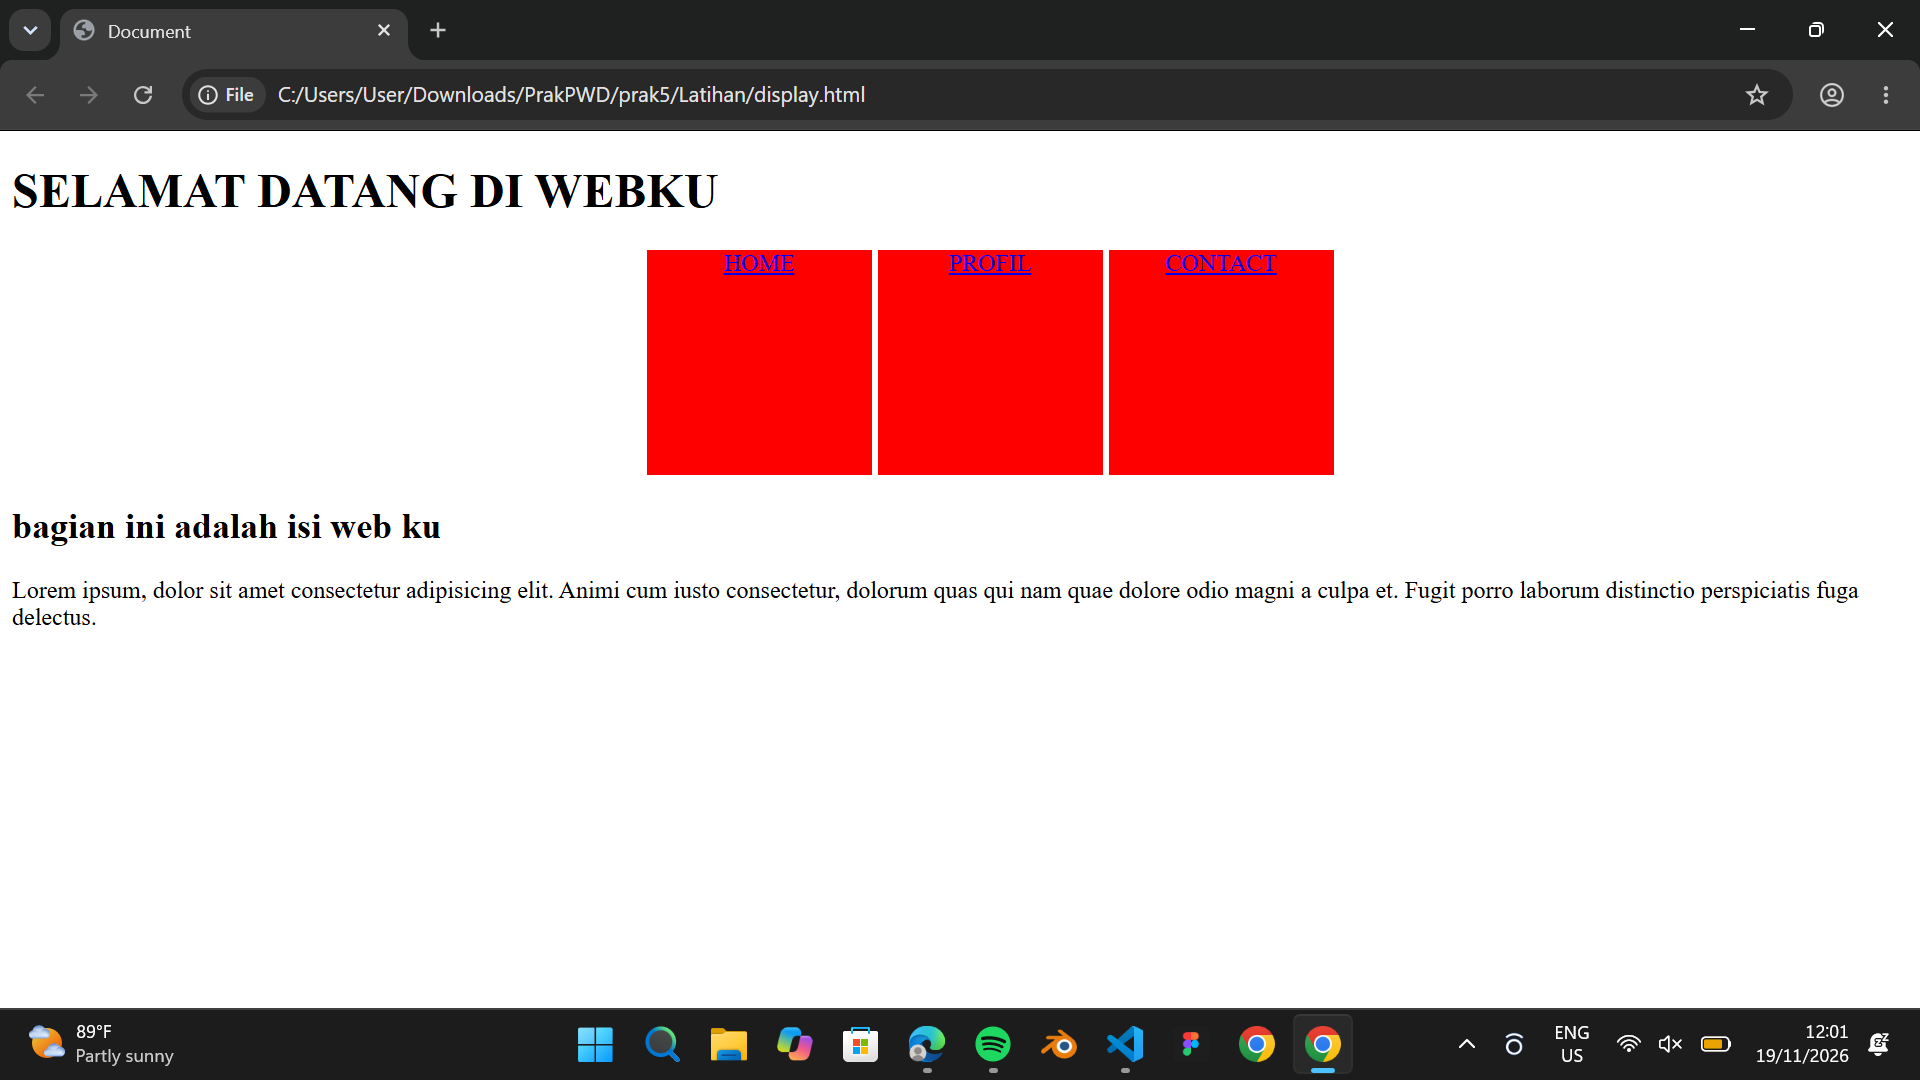 Document
File
C:/Users/User/Downloads/PrakPWD/prak5/Latihan/display.html
SELAMAT DATANG DI WEBKU
HOME PROFIL CONTACT
bagian ini adalah isi web ku
Lorem ipsum, dolor sit amet consectetur adipisicing elit. Animi cum iusto consectetur, dolorum quas qui nam quae dolore odio magni a culpa et. Fugit porro laborum distinctio perspiciatis fuga
delectus.
89°F
Partly sunny
ENG
US
12:01
19/11/2026